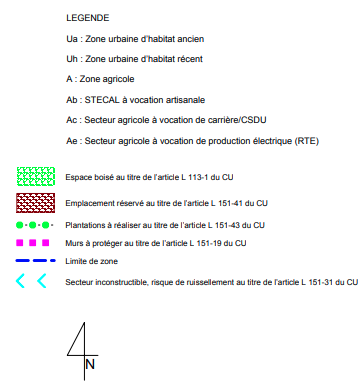 LEGENDE
Ua : Zone urbaine d'habitat ancien
Uh : Zone urbaine d'habitat récent
A : Zone agricole
Ab : STECAL à vocation artisanale
Ac : Secteur agricole à vocation de carrière/CSDU
Ae : Secteur agricole à vocation de production électrique (RTE)
Espace boisé au titre de l'article L 113-1 du CU
Emplacement réservé au titre de l'article L 151-41 du CU
Plantations à réaliser au titre de l'article L 151-43 du CU
Murs à protéger au titre de l'article L 151-19 du CU
Limite de zone
Secteur inconstructible, risque de ruissellement au titre de l'article L 151-31 du CU
N